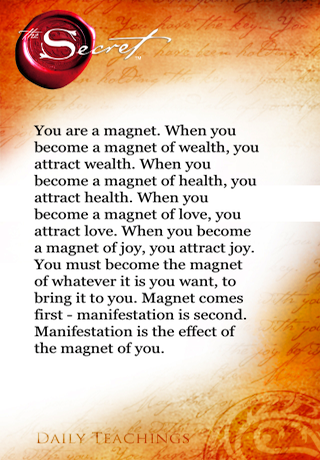 the Secret™
You are a magnet. When you
become a magnet of wealth, you
attract wealth. When you
become a magnet of health, you
attract health. When you
become a magnet of love, you
attract love. When you become
a magnet of joy, you attract joy.
You must become the magnet
of whatever it is you want, to
bring it to you. Magnet comes
first - manifestation is second.
Manifestation is the effect of
the magnet of you.
DAILY TEACHINGS